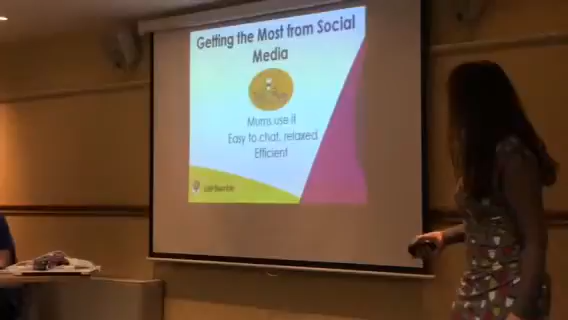 Getting the Most from Social
Media
Mums use it
Easy to chat, relaxed
Efficient